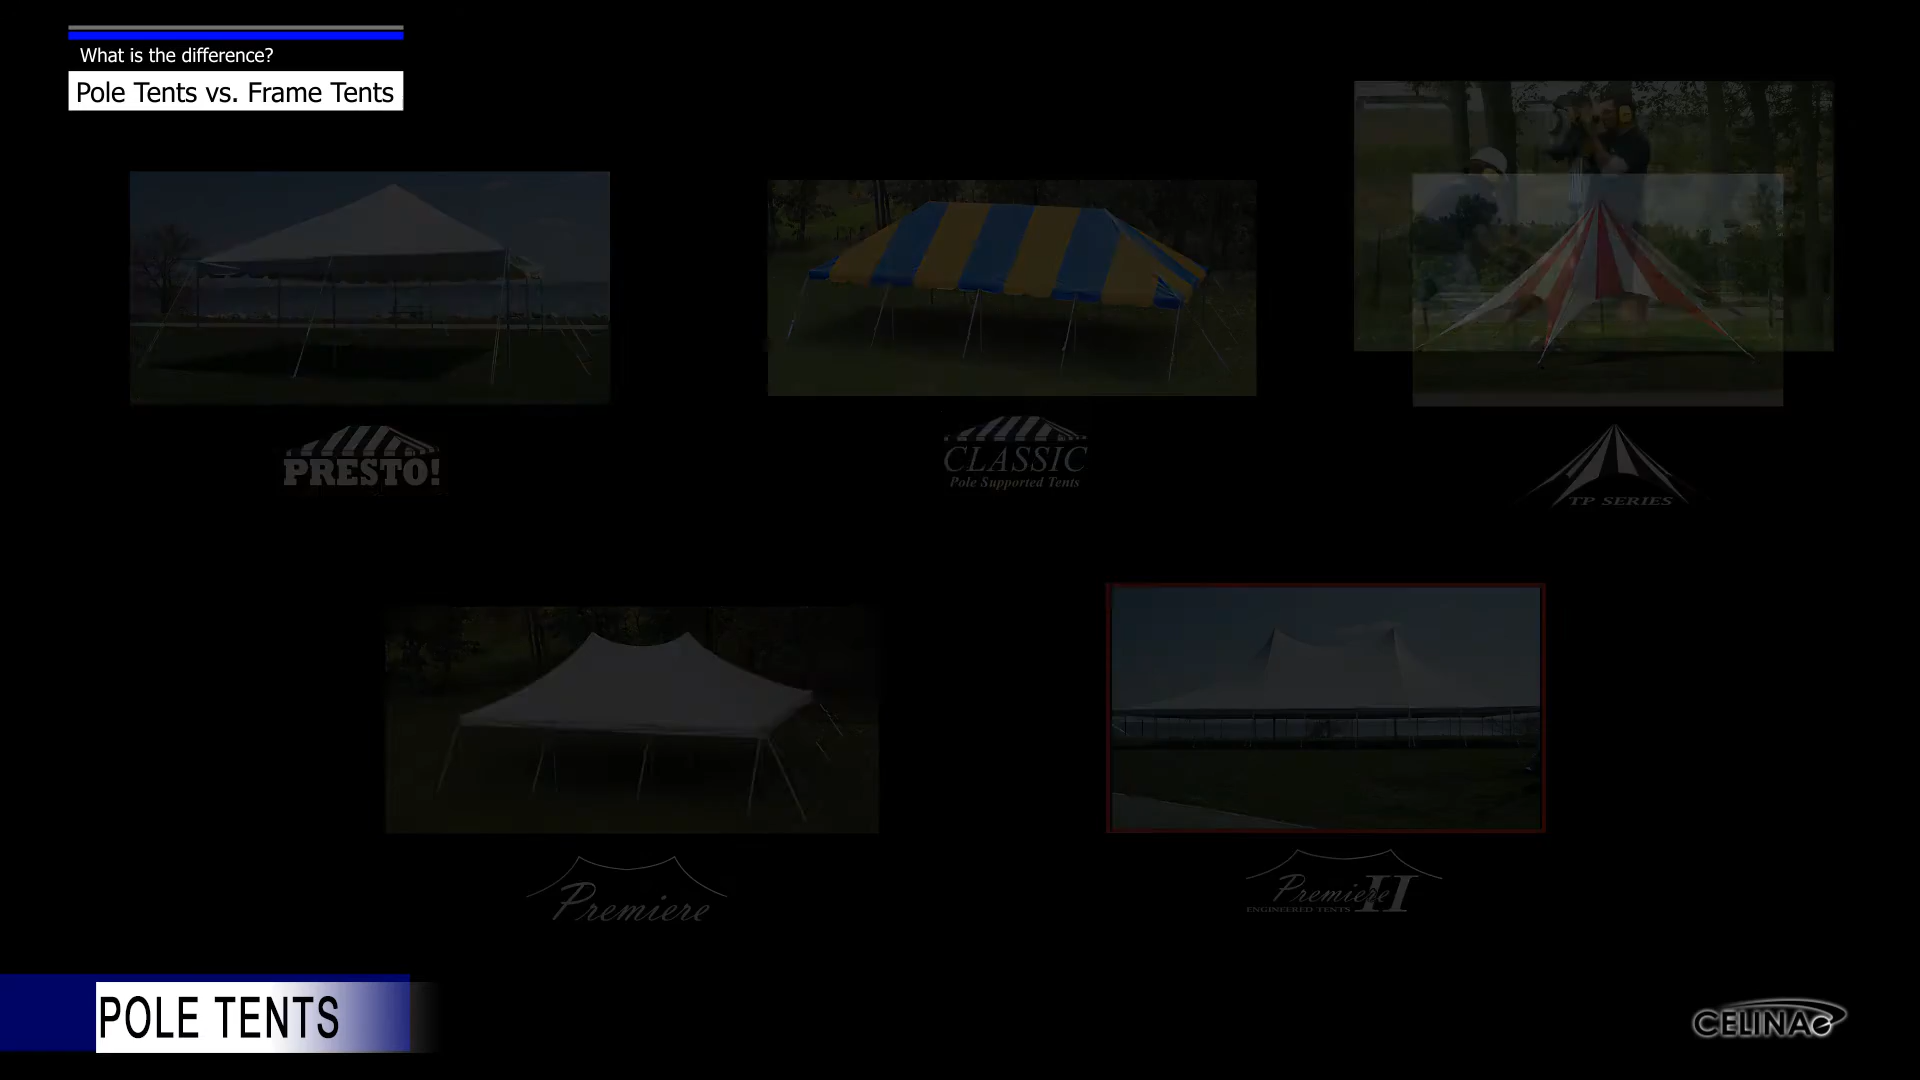 What is the difference?
Pole Tents vs. Frame Tents
PRESTO!
CLASSIC
Pole Supported Tents
TP SERIES
Premiere
Premiere II
ENGINEERED TENTS
POLE TENTS
CELINA